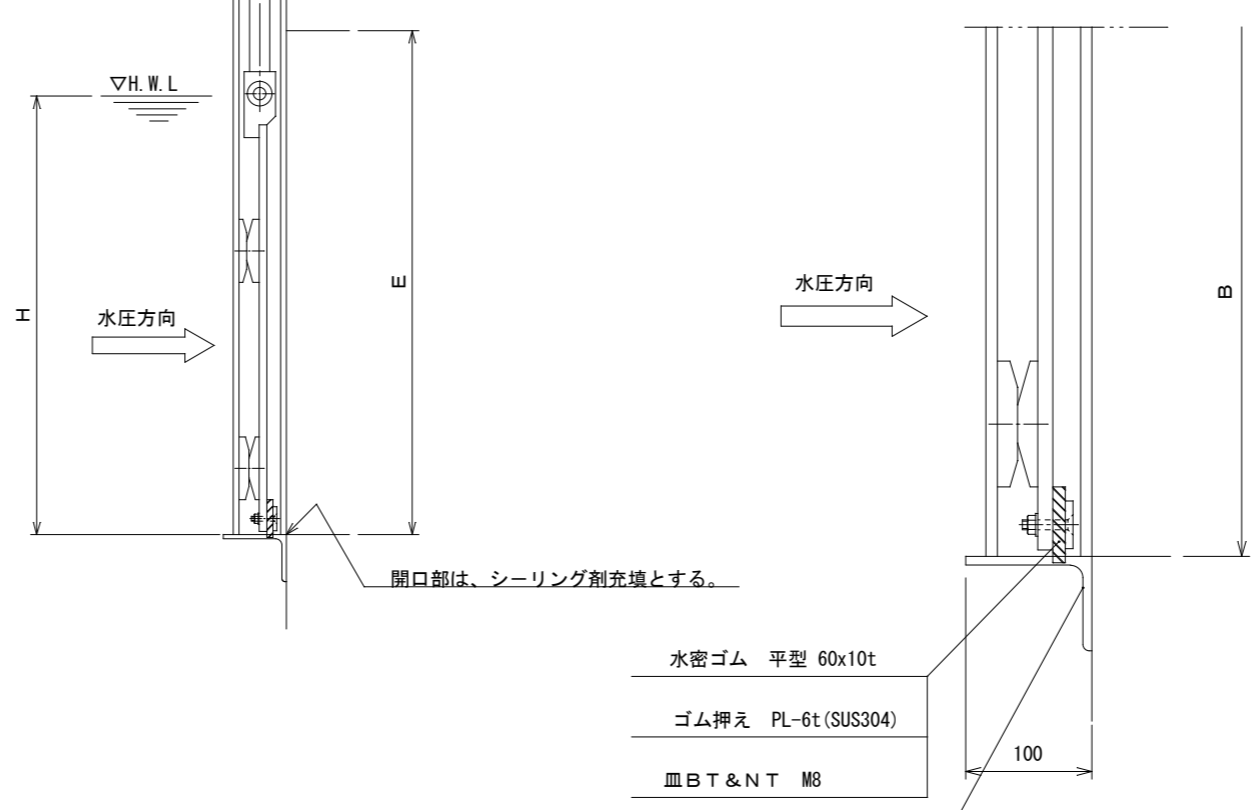 ▽H.W.L
H
水圧方向
E
開口部は、シーリング剤充填とする。
水圧方向
B
水密ゴム 平型 60x10t
ゴム押え PL-6t(SUS304)
皿BT&NT M8
100